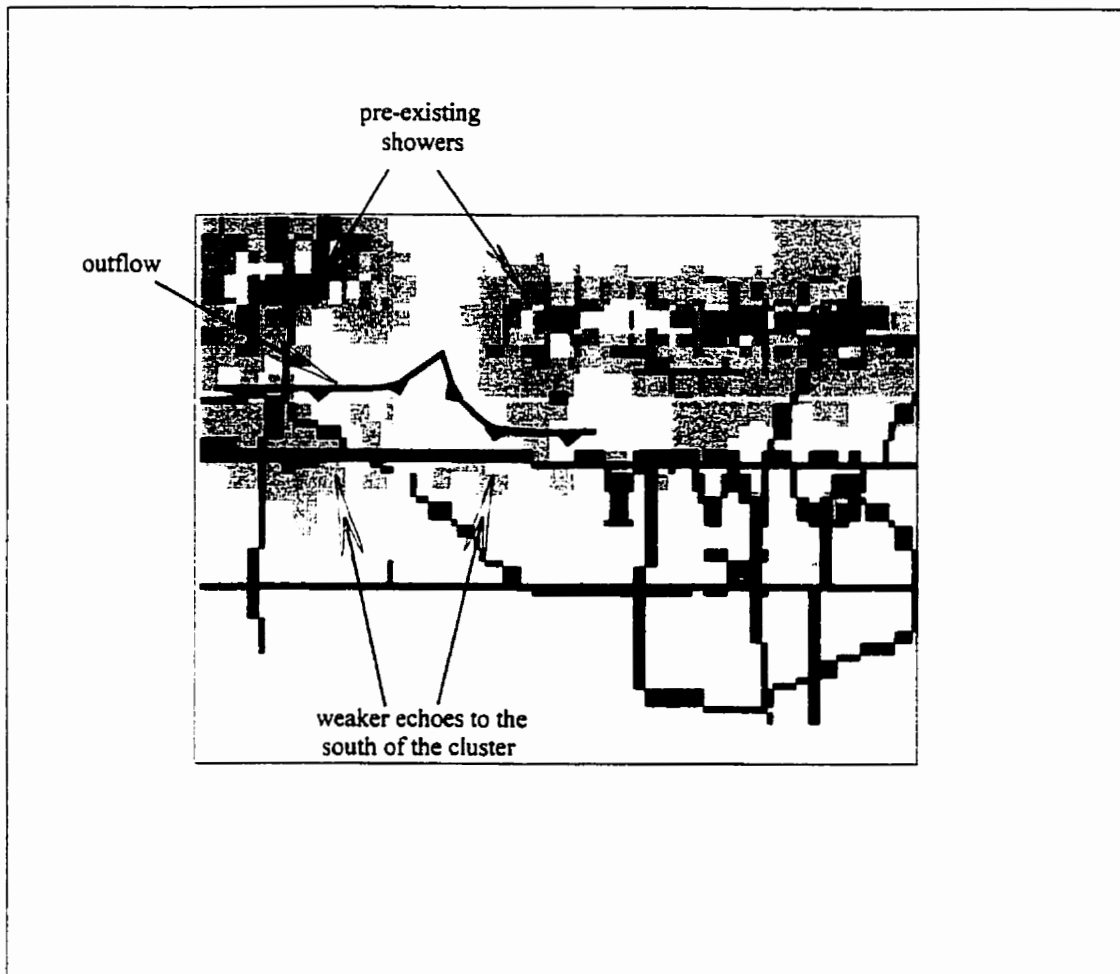 pre-existing
showers
outflow
weaker echoes to the
south of the cluster